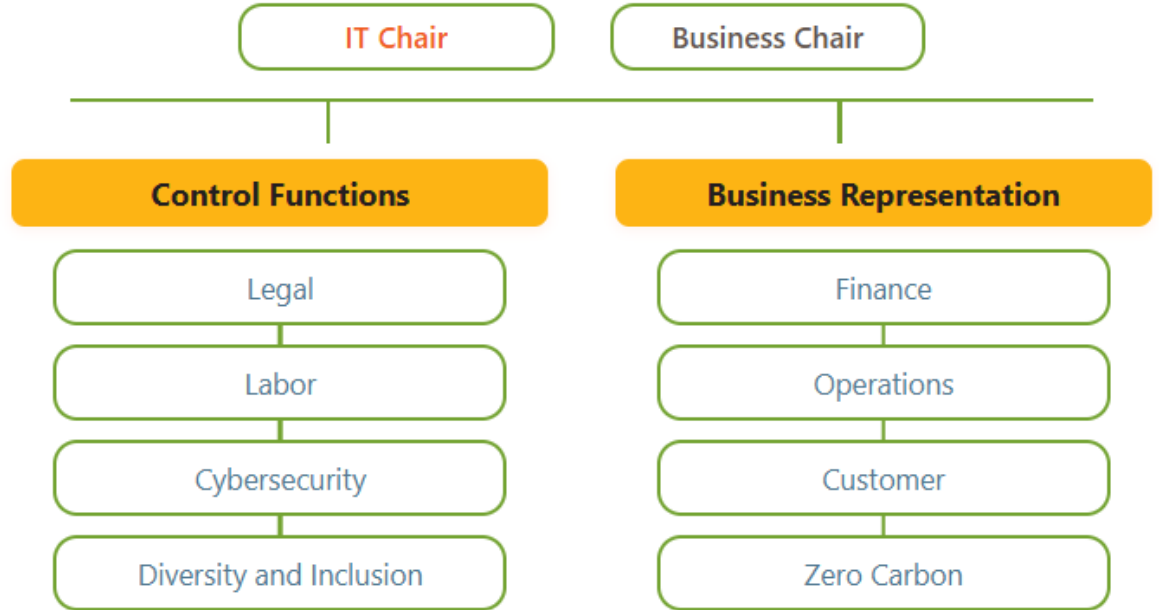 IT Chair
Business Chair
Control Functions
Business Representation
Legal
Finance
Labor
Operations
Cybersecurity
Customer
Diversity and Inclusion
Zero Carbon